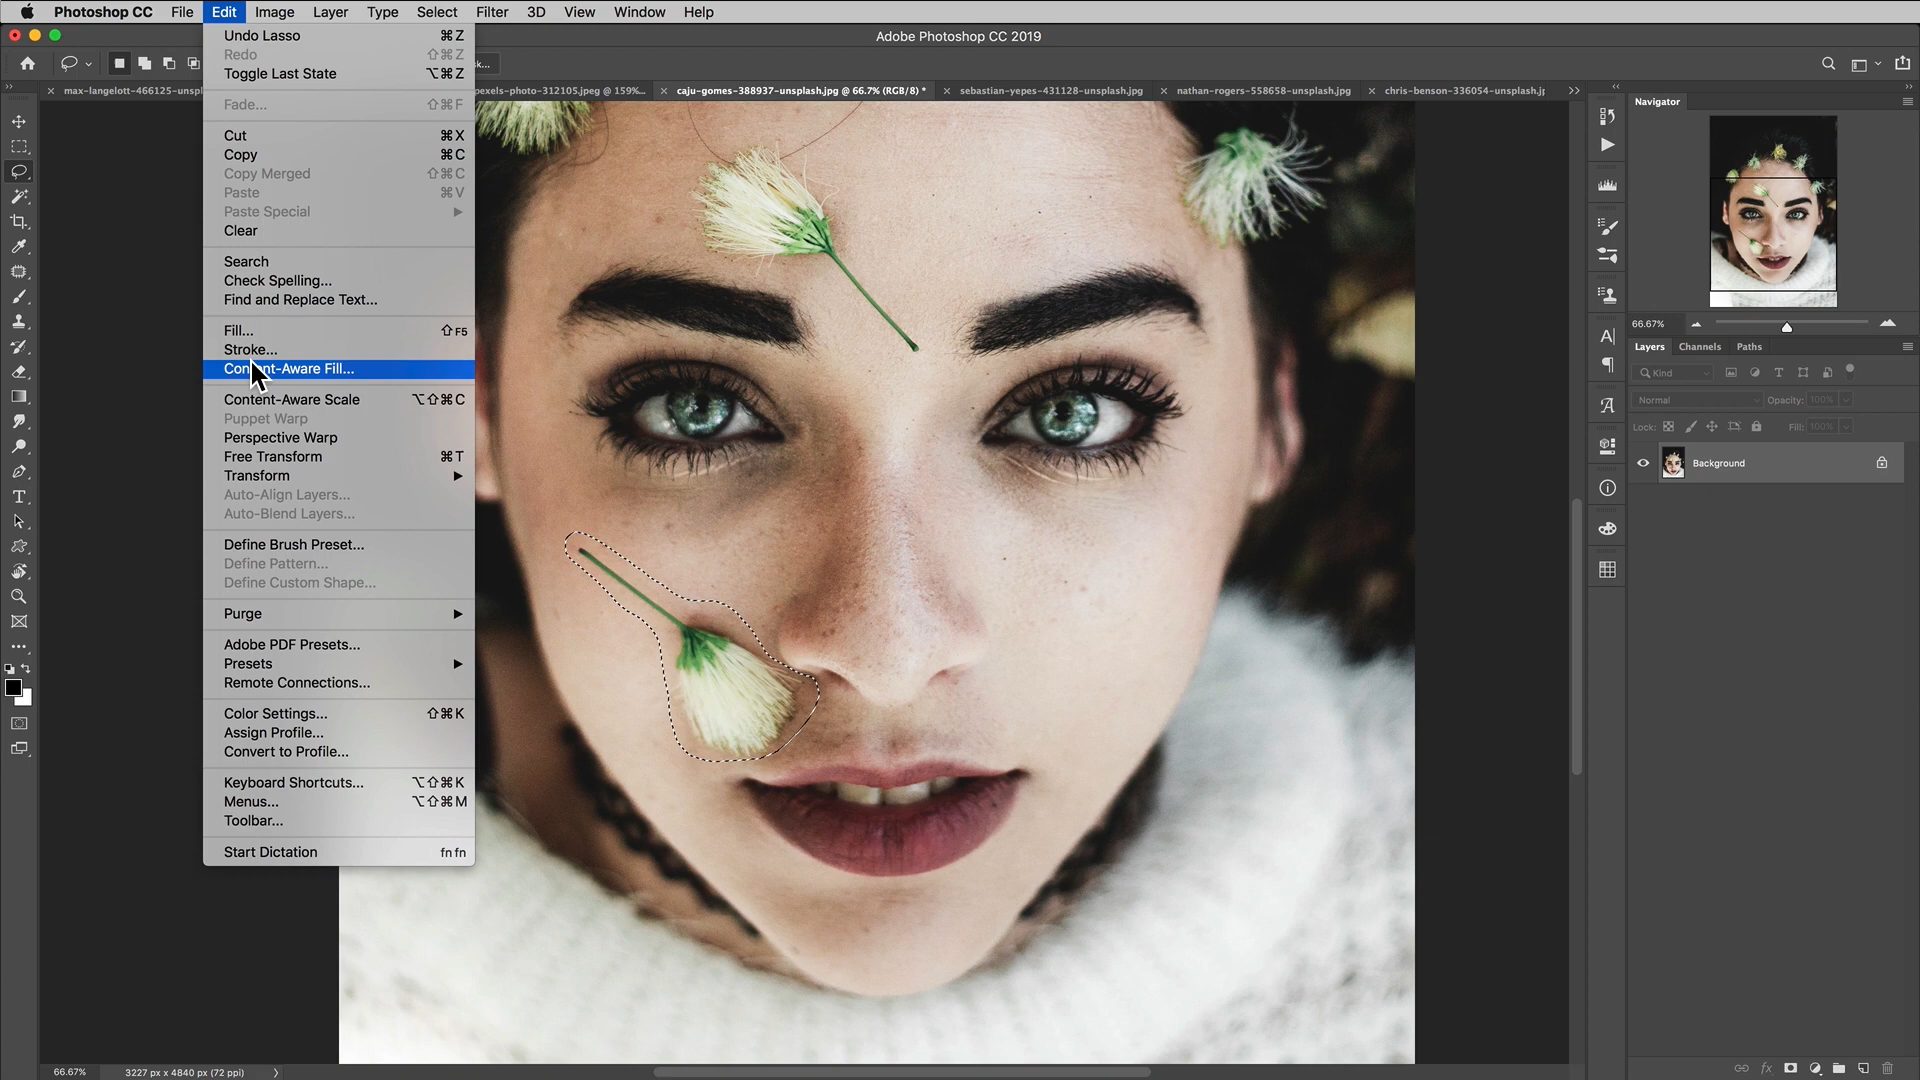 Photoshop CC File Edit Image Layer Type Select Filter 3D View Window Help
Adobe Photoshop CC 2019
max-langelott-466125-unspl
pexels-photo-312105.jpeg @ 159%...
caju-gomes-388937-unsplash.jpg @ 66.7% (RGB/8) *
sebastian-yepes-431128-unsplash.jpg
nathan-rogers-558658-unsplash.jpg
chris-benson-336054-unsplash.jp
Undo Lasso ⌘Z
Redo ⇧⌘Z
Toggle Last State ⌥⌘Z
Fade... ⇧⌘F
Cut ⌘X
Copy ⌘C
Copy Merged ⇧⌘C
Paste ⌘V
Paste Special
Clear
Search
Check Spelling...
Find and Replace Text...
Fill... ⇧F5
Stroke...
Content-Aware Fill...
Content-Aware Scale ⌥⇧⌘C
Puppet Warp
Perspective Warp
Free Transform ⌘T
Transform
Auto-Align Layers...
Auto-Blend Layers...
Define Brush Preset...
Define Pattern...
Define Custom Shape...
Purge
Adobe PDF Presets...
Presets
Remote Connections...
Color Settings... ⇧⌘K
Assign Profile...
Convert to Profile...
Keyboard Shortcuts... ⌥⇧⌘K
Menus... ⌥⇧⌘M
Toolbar...
Start Dictation fn fn
Navigator
66.67%
Layers Channels Paths
Kind
Normal Opacity: 100%
Lock: Fill: 100%
Background
66.67% 3227 px x 4840 px (72 ppi)